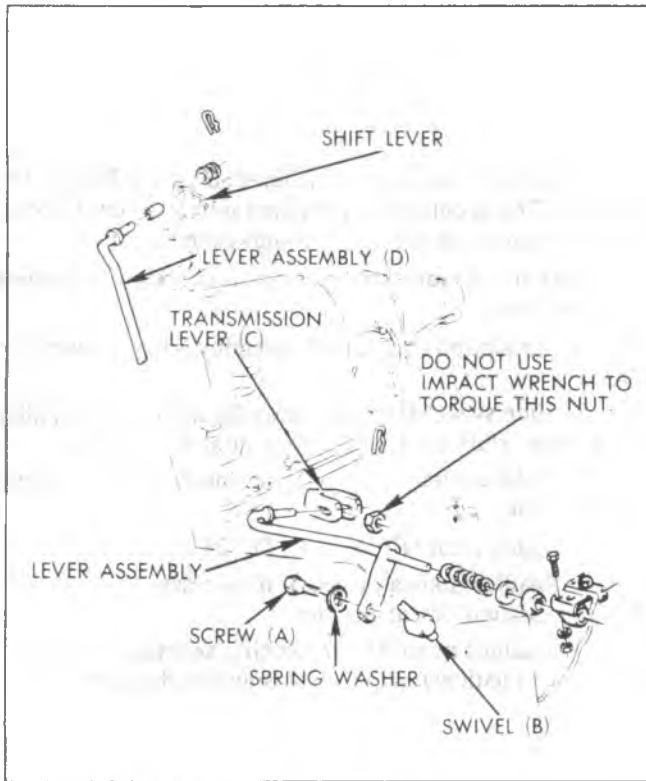 SHIFT LEVER
LEVER ASSEMBLY (D)
TRANSMISSION
LEVER (C)
DO NOT USE
IMPACT WRENCH TO
TORQUE THIS NUT
LEVER ASSEMBLY
SCREW (A)
SPRING WASHER
SWIVEL (B)